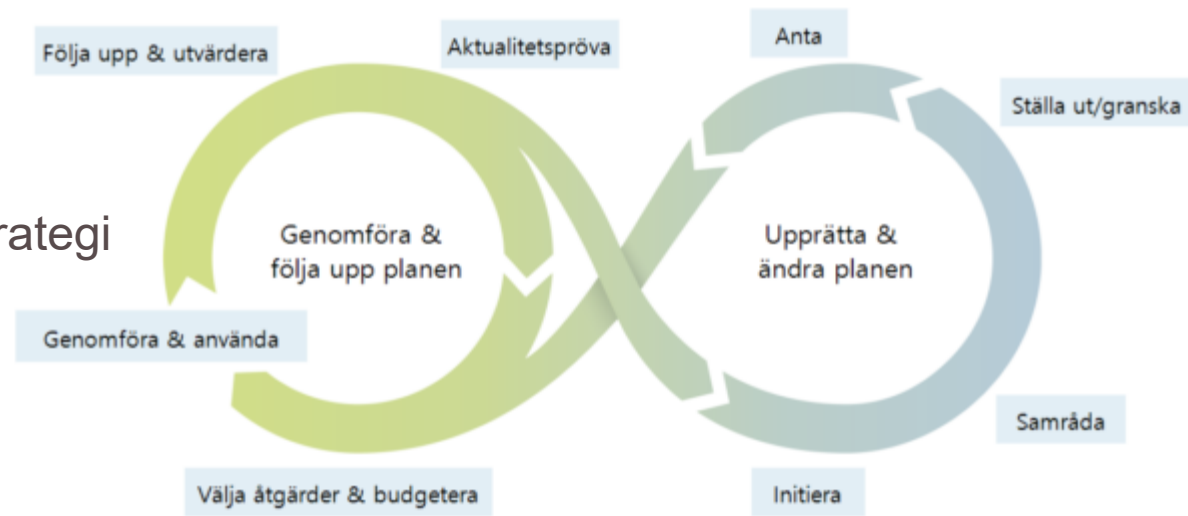 Följa upp & utvärdera
Aktualitetspröva
Anta
Ställa ut/granska
rategi
Genomföra &
följa upp planen
Upprätta &
ändra planen
Genomföra & använda
Samråda
Välja åtgärder & budgetera
Initiera